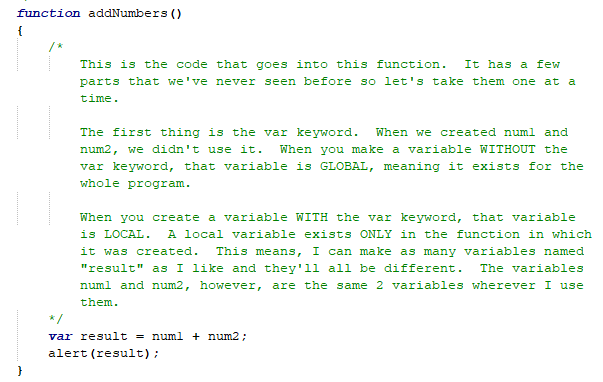 function addNumbers()
{
/*
This is the code that goes into this function.  It has a few
parts that we've never seen before so let's take them one at a
time.
The first thing is the var keyword.  When we created num1 and
num2, we didn't use it.  When you make a variable WITHOUT the
var keyword, that variable is GLOBAL, meaning it exists for the
whole program.
When you create a variable WITH the var keyword, that variable
is LOCAL.  A local variable exists ONLY in the function in which
it was created.  This means, I can make as many variables named
"result" as I like and they'll all be different.  The variables
num1 and num2, however, are the same 2 variables wherever I use
them.
*/
var result = num1 + num2;
alert(result);
}